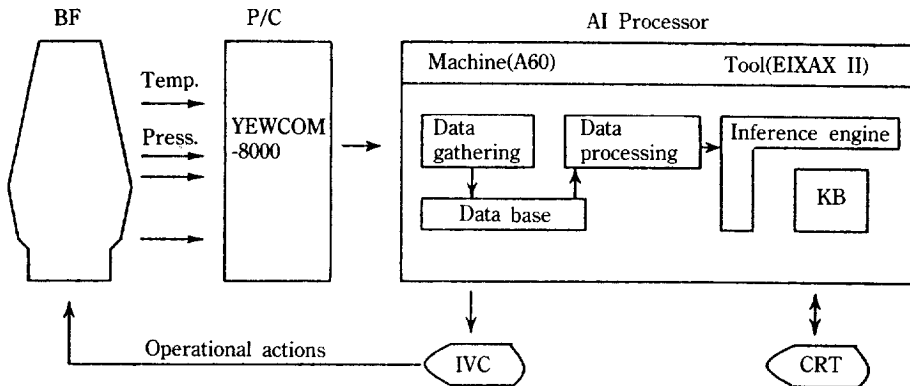 BF
P/C
AI Processor
Machine(A60)
Tool(EIXAX II)
Temp.
Press.
YEWCOM
-8000
Data
gathering
Data
processing
Inference engine
Data base
KB
Operational actions
IVC
CRT